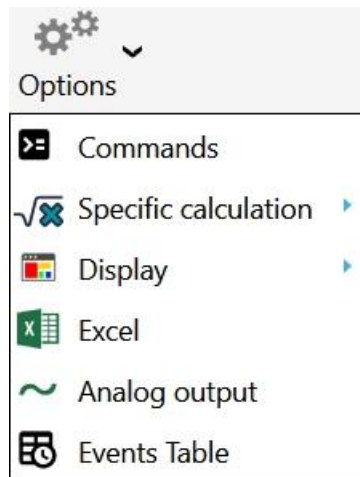 Options
Commands
Specific calculation
Display
Excel
Analog output
Events Table